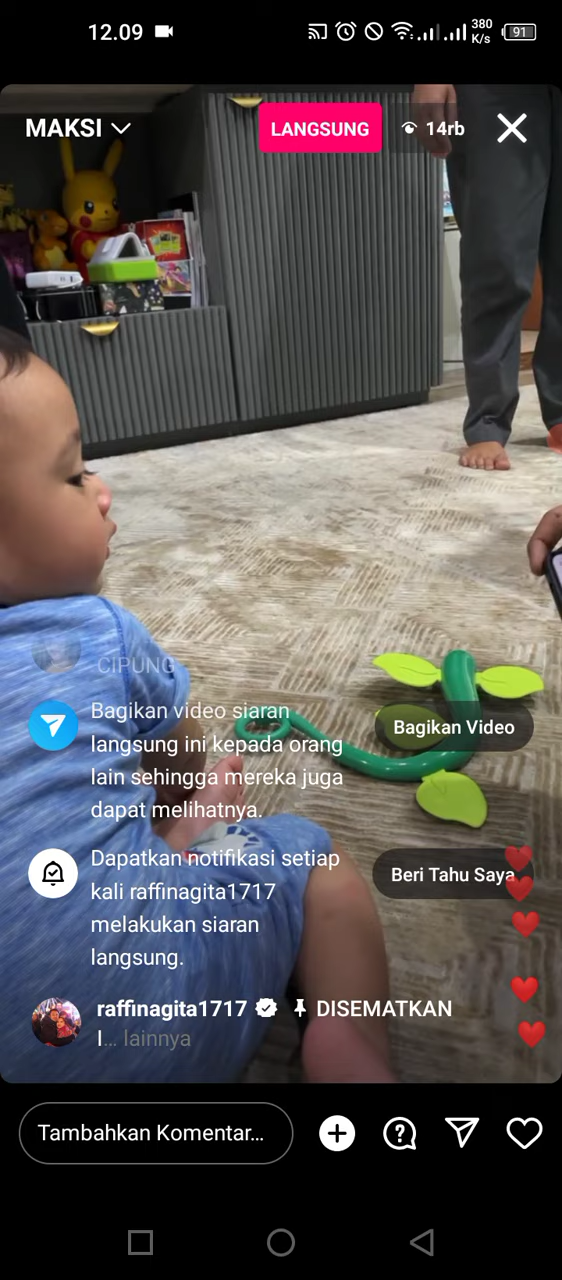 12.09
380
K/s
91
MAKSI
LANGSUNG
14rb
CIPUNG
Bagikan video siaran
langsung ini kepada orang
lain sehingga mereka juga
dapat melihatnya.
Bagikan Video
Dapatkan notifikasi setiap
kali raffinagita1717
melakukan siaran
langsung.
Beri Tahu Saya
raffinagita1717 DISEMATKAN
I... lainnya
Tambahkan Komentar...